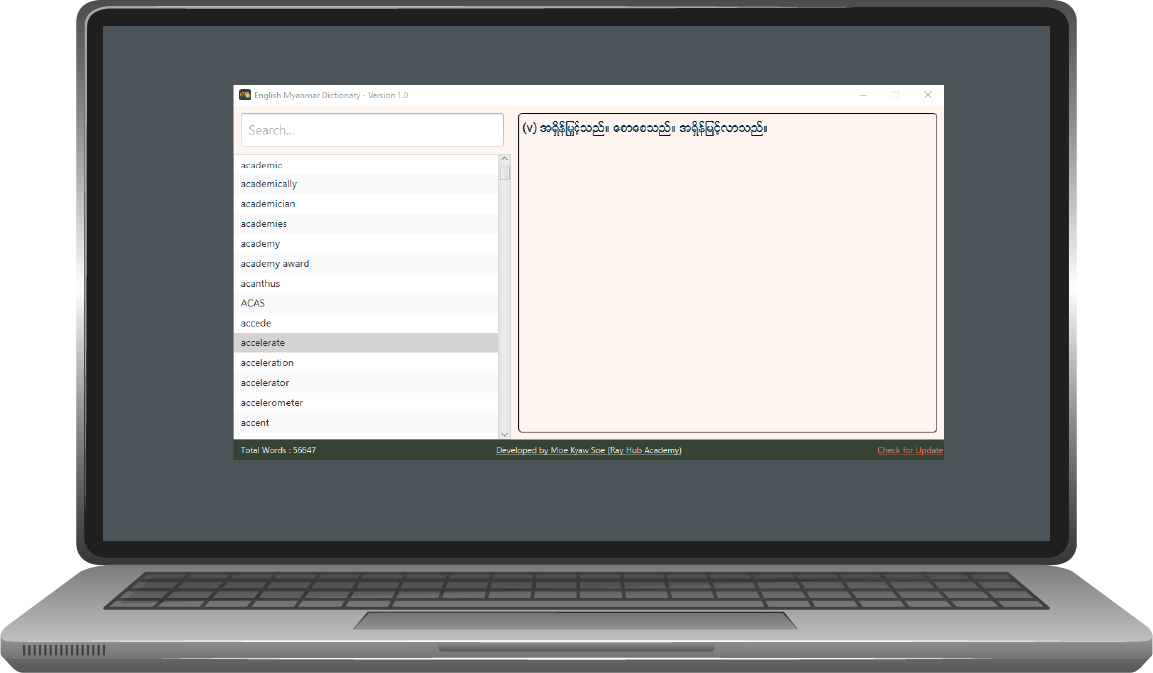 English Myanmar Dictionary - Version 1.0
Search...
(v) အရှိန်မြှင့်သည်။ စောစေသည်။ အရှိန်မြင့်လာသည်။
academic
academically
academician
academies
academy
academy award
acanthus
ACAS
accede
accelerate
acceleration
accelerator
accelerometer
accent
Total Words : 56647
Developed by Moe Kyaw Soe (Ray Hub Academy)
Check for Update